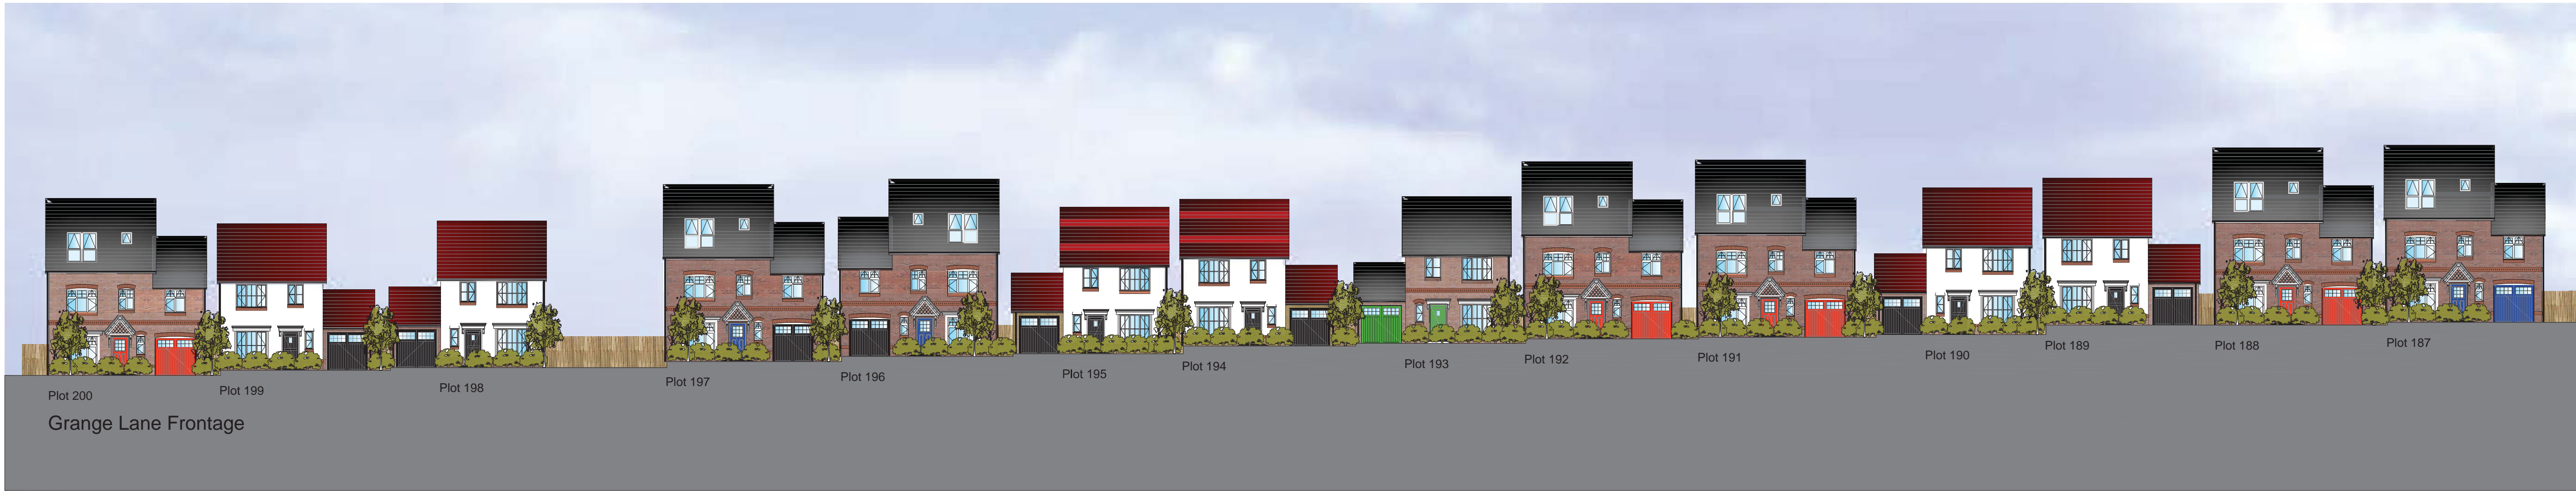 Plot 200
Plot 199
Plot 198
Plot 197
Plot 196
Plot 195
Plot 194
Plot 193
Plot 192
Plot 191
Plot 190
Plot 189
Plot 188
Plot 187
Grange Lane Frontage